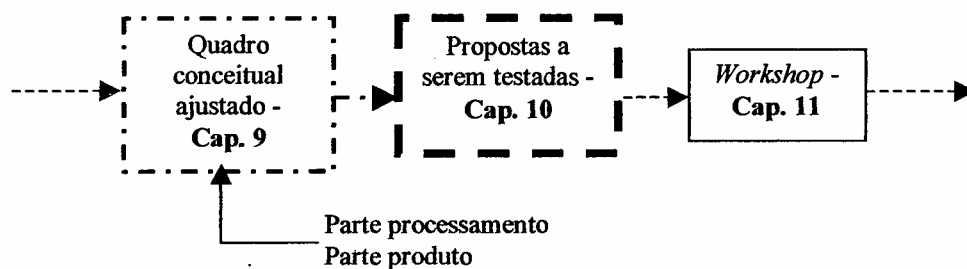 Quadro
conceitual
ajustado -
Cap. 9
Propostas a
serem testadas -
Cap. 10
Workshop -
Cap. 11
Parte processamento
Parte produto